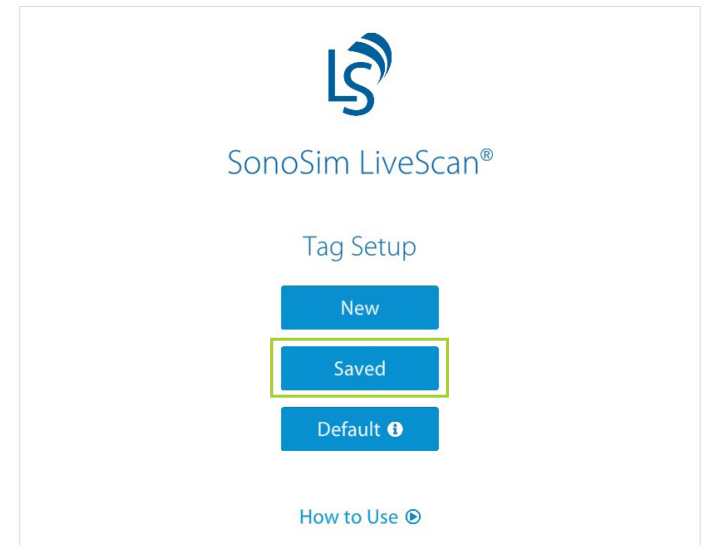 LS
SonoSim LiveScan®
Tag Setup
New
Saved
Default
How to Use